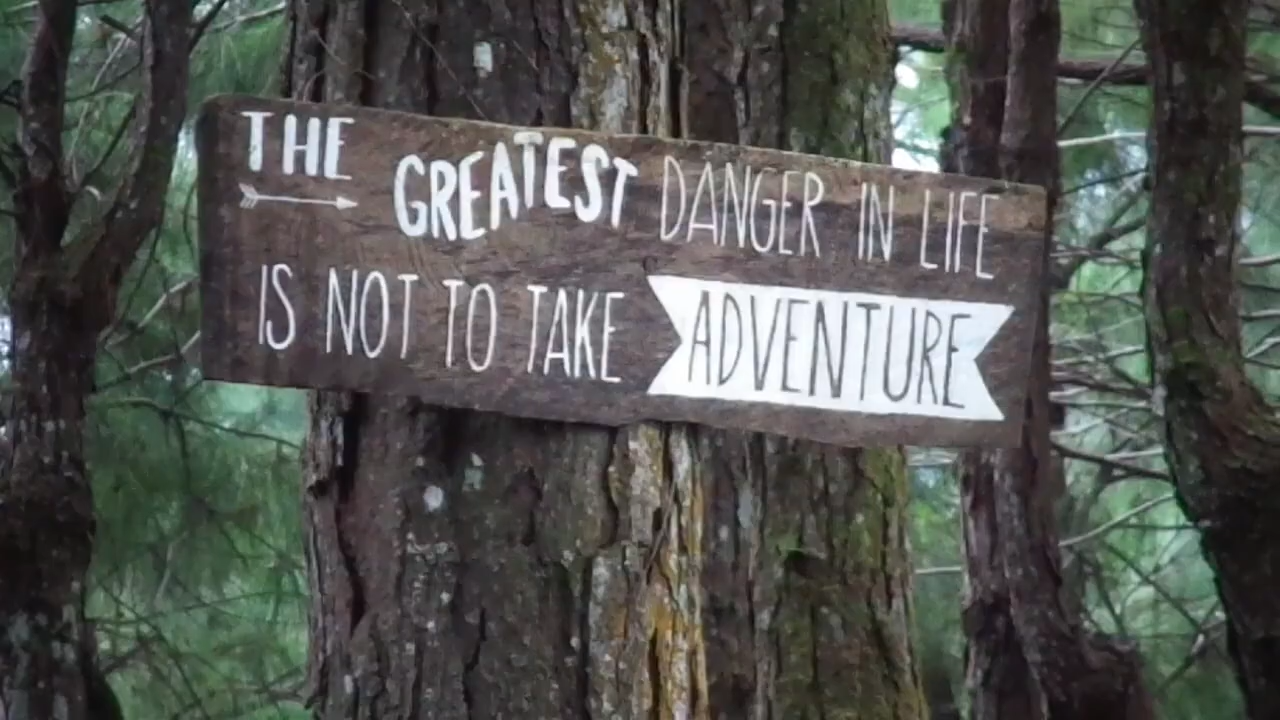 THE GREATEST DANGER IN LIFE
IS NOT TO TAKE ADVENTURE